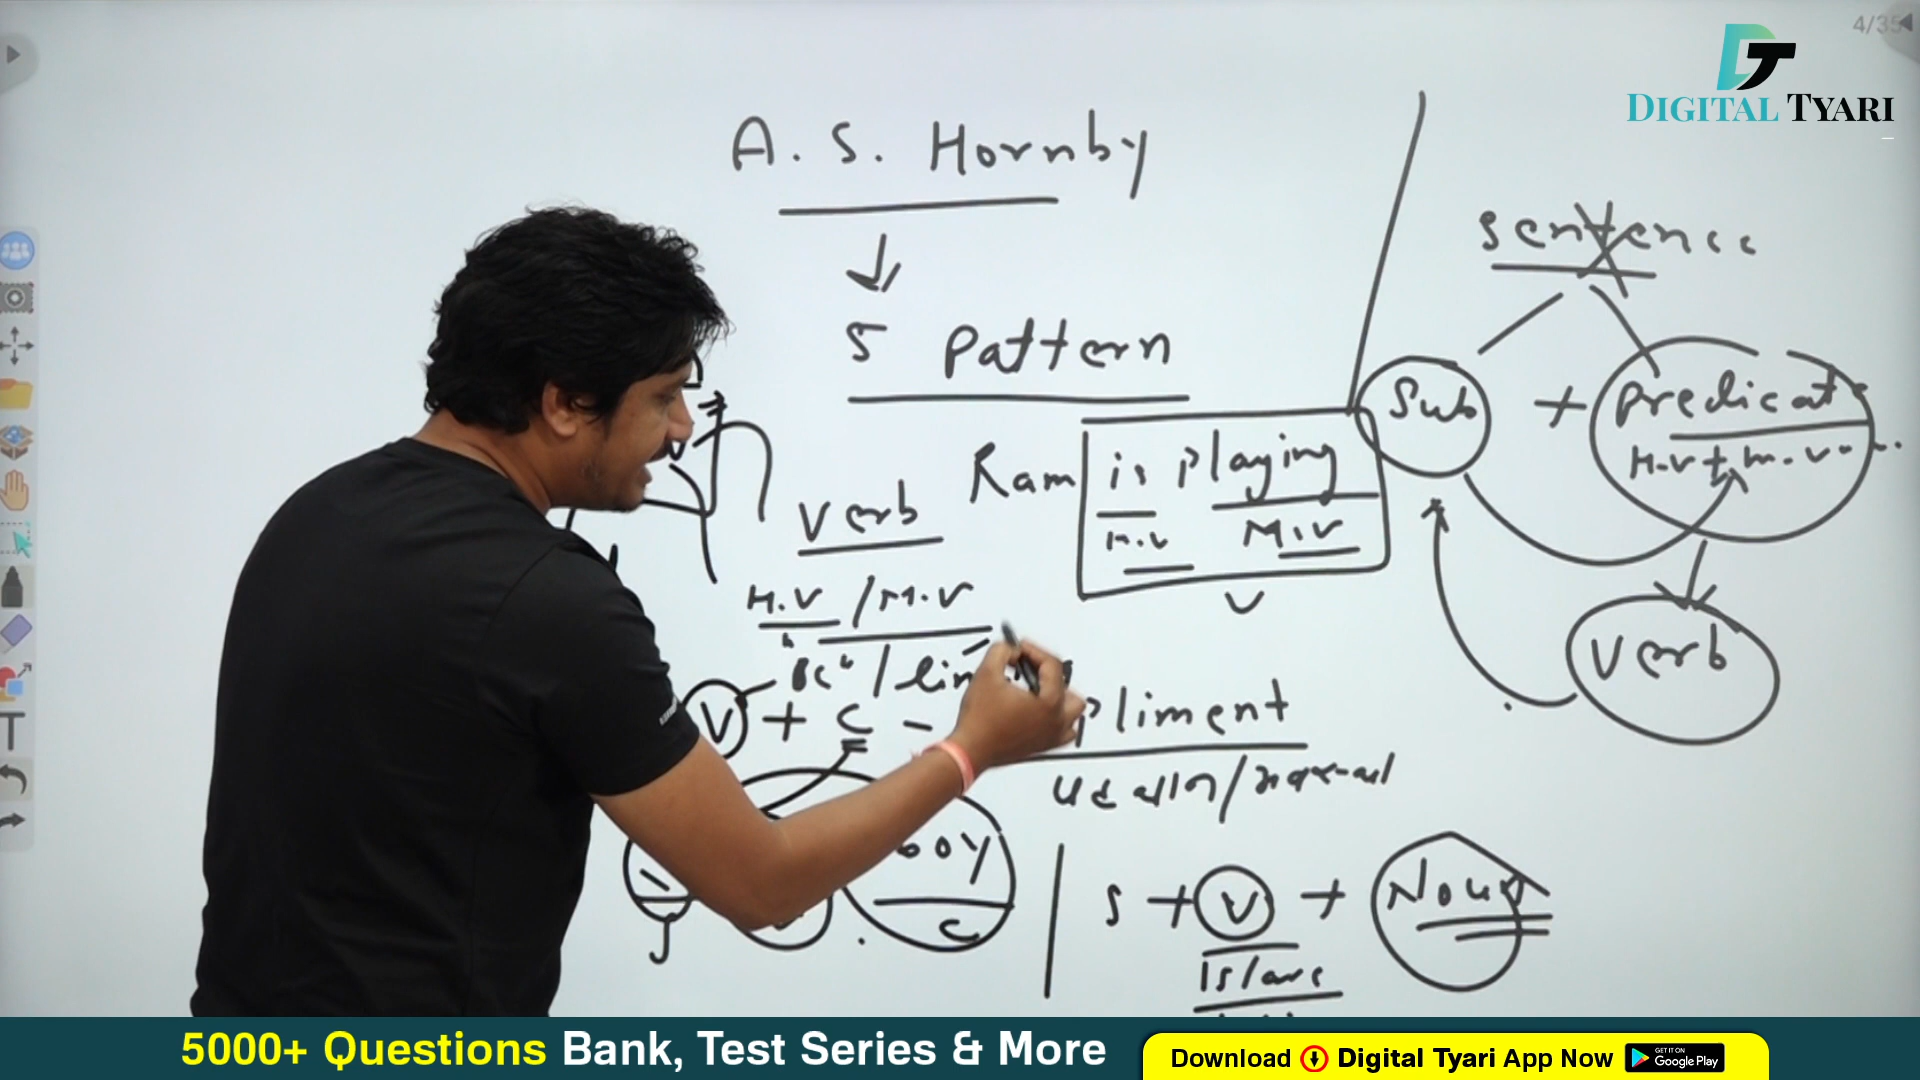 4/35
DIGITAL TYARI
A. S. Hornby
5 Pattern
sentence
Sub + Predicate
H.V + M.V...
Ram is playing
H.V M.V
V
Verb
H.V / M.V
Verb
V + C -
pliment
S + V + Noun
is/are
boy
C
5000+ Questions Bank, Test Series & More
Download Digital Tyari App Now
GET IT ON
Google Play